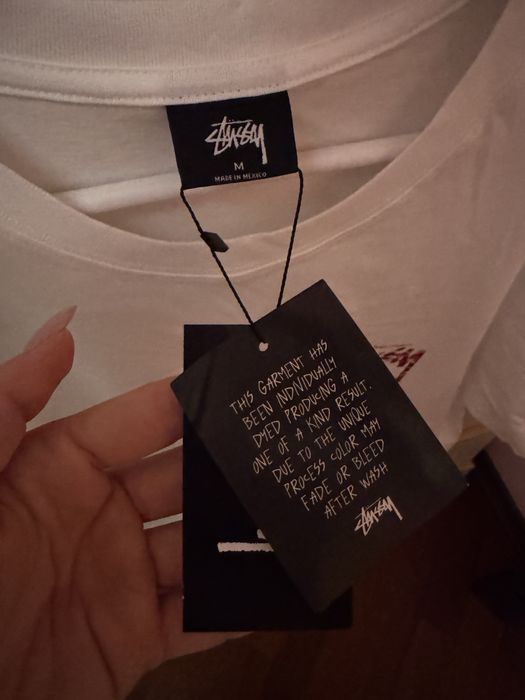 Stüssy
M
MADE IN MEXICO
THIS GARMENT HAS
BEEN INDIVIDUALLY
DYED PRODUCING A
ONE OF A KIND RESULT.
DUE TO THE UNIQUE
PROCESS COLOR MAY
FADE OR BLEED
AFTER WASH
Stüssy